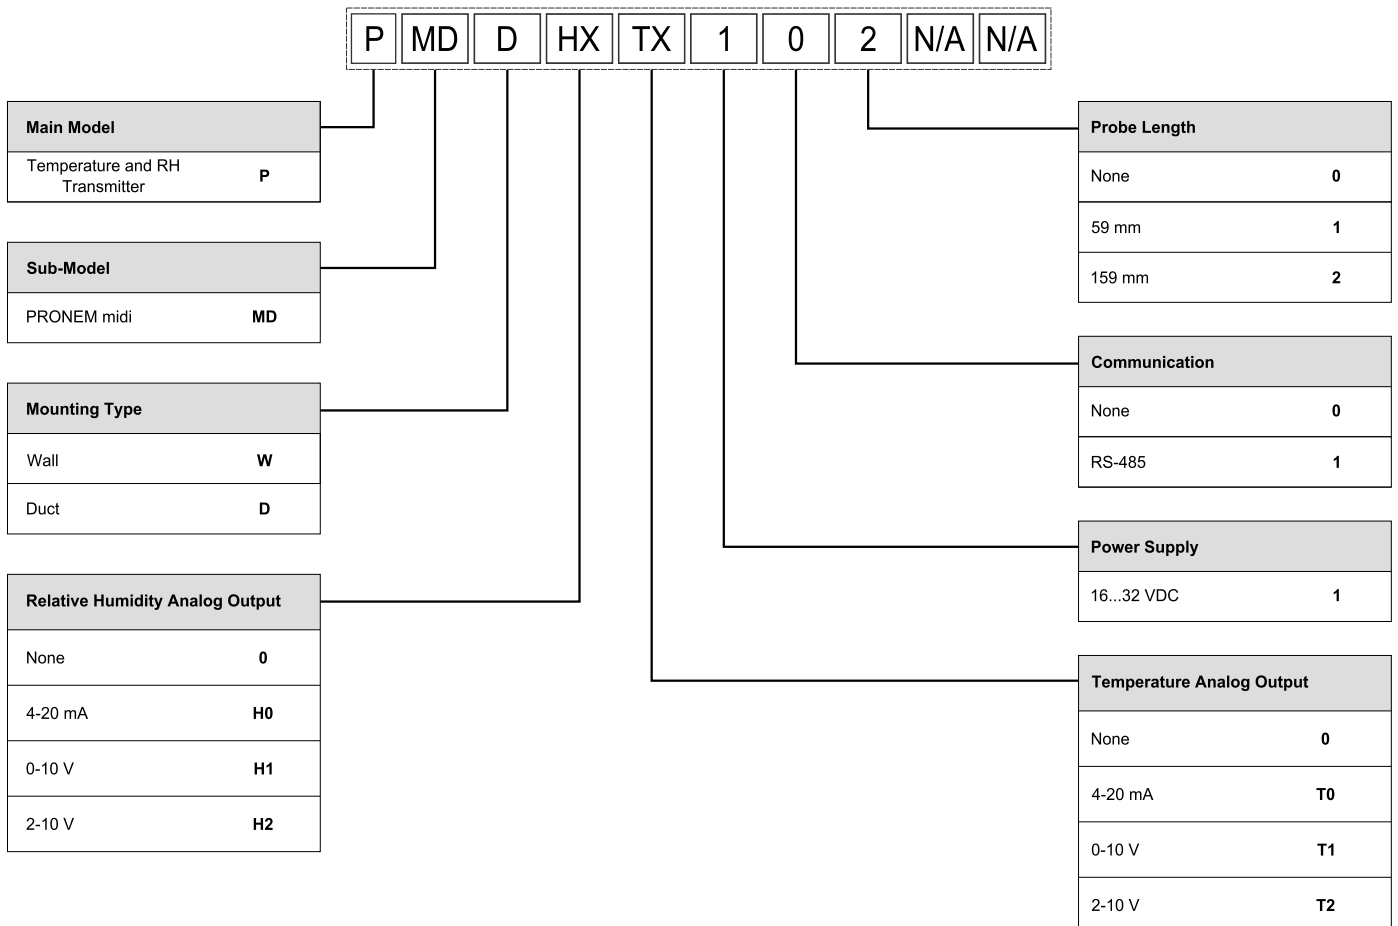 P MD D HX TX 1 0 2 N/A N/A
Main Model
Temperature and RH
Transmitter P
Sub-Model
PRONEM midi MD
Mounting Type
Wall W
Duct D
Relative Humidity Analog Output
None 0
4-20 mA H0
0-10 V H1
2-10 V H2
Probe Length
None 0
59 mm 1
159 mm 2
Communication
None 0
RS-485 1
Power Supply
16...32 VDC 1
Temperature Analog Output
None 0
4-20 mA T0
0-10 V T1
2-10 V T2